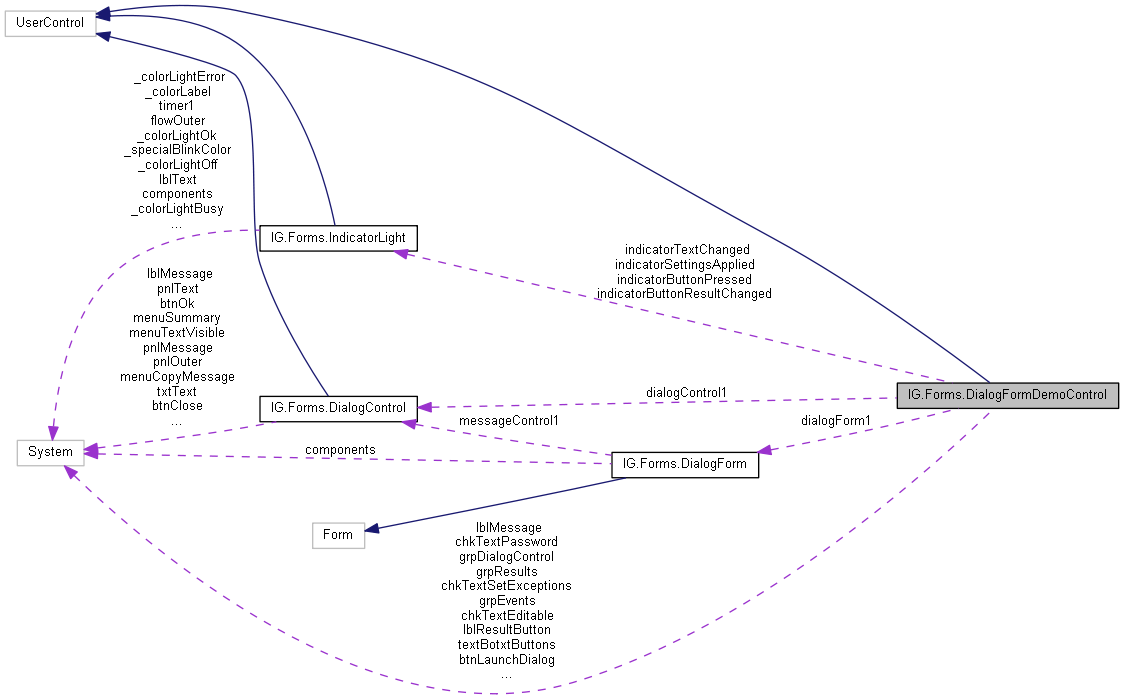 UserControl
_colorLightError
_colorLabel
timer1
flowOuter
_colorLightOk
_specialBlinkColor
_colorLightOff
lblText
components
_colorLightBusy
...
IG.Forms.IndicatorLight
indicatorTextChanged
indicatorSettingsApplied
indicatorButtonPressed
indicatorButtonResultChanged
lblMessage
pnlText
btnOk
menuSummary
menuTextVisible
pnlMessage
pnlOuter
menuCopyMessage
txtText
btnClose
...
IG.Forms.DialogControl
dialogControl1
IG.Forms.DialogFormDemoControl
messageControl1
dialogForm1
System
components
IG.Forms.DialogForm
Form
lblMessage
chkTextPassword
grpDialogControl
grpResults
chkTextSetExceptions
grpEvents
chkTextEditable
lblResultButton
textBotxtButtons
btnLaunchDialog
...